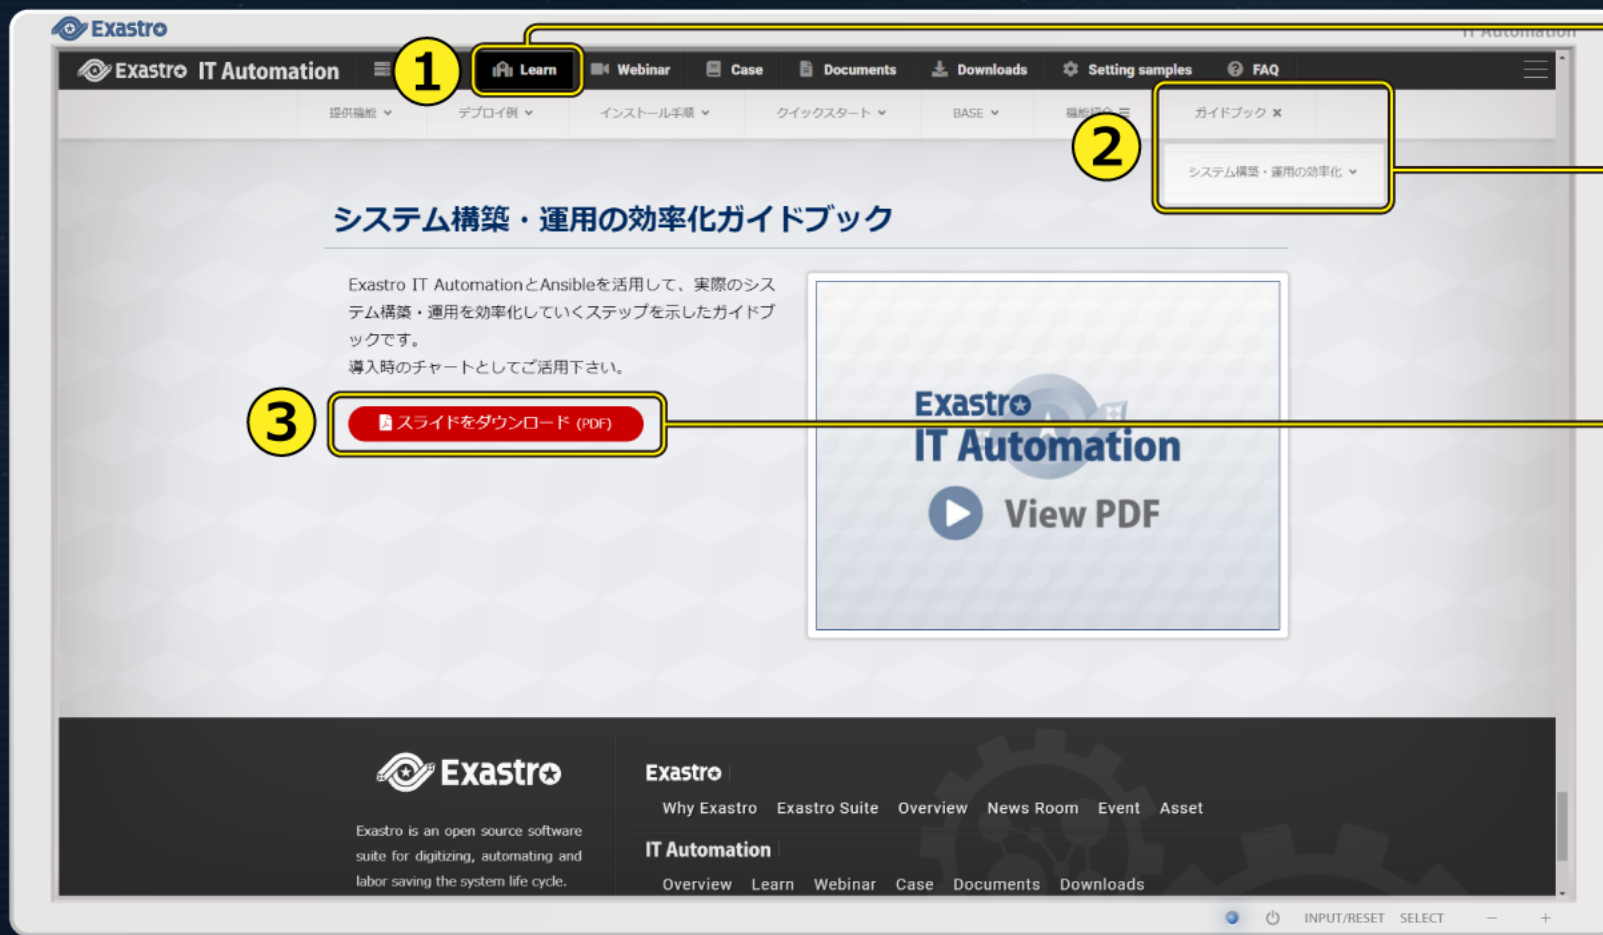 Exastro
IT Automation
Exastro IT Automation
1
Learn
Webinar
Case
Documents
Downloads
Setting samples
FAQ
提供機能
デプロイ例
インストール手順
クイックスタート
BASE
機能紹介
ガイドブック
2
システム構築・運用の効率化
システム構築・運用の効率化ガイドブック
Exastro IT AutomationとAnsibleを活用して、実際のシス
テム構築・運用を効率化していくステップを示したガイドブ
ックです。
導入時のチャートとしてご活用下さい。
3
スライドをダウンロード (PDF)
Exastro
IT Automation
View PDF
Exastro
Exastro is an open source software
suite for digitizing, automating and
labor saving the system life cycle.
Exastro
Why Exastro Exastro Suite Overview News Room Event Asset
IT Automation
Overview Learn Webinar Case Documents Downloads
INPUT/RESET SELECT - +